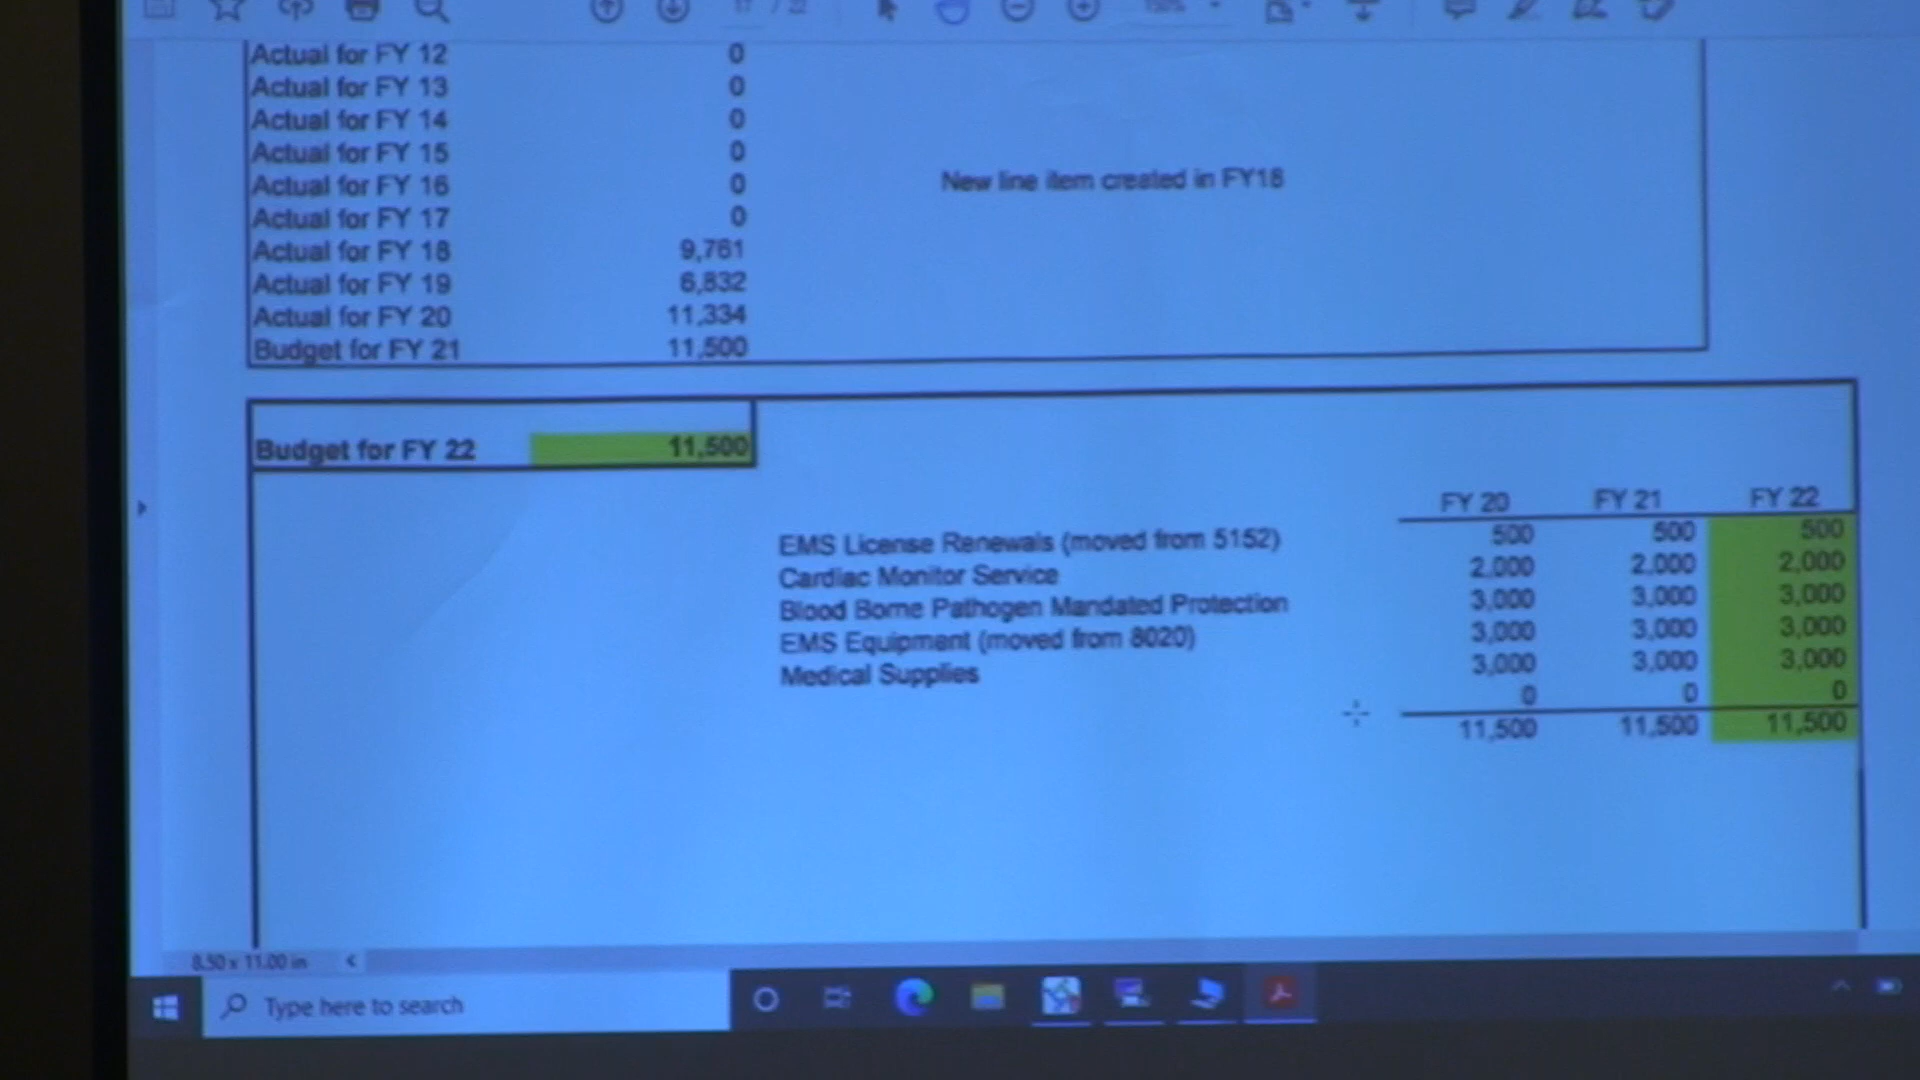 Actual for FY 12 0
Actual for FY 13 0
Actual for FY 14 0
Actual for FY 15 0
Actual for FY 16 0 New line item created in FY18
Actual for FY 17 0
Actual for FY 18 9,761
Actual for FY 19 6,832
Actual for FY 20 11,334
Budget for FY 21 11,500
Budget for FY 22 11,500
FY 20 FY 21 FY 22
EMS License Renewals (moved from 5152) 500 500 500
Cardiac Monitor Service 2,000 2,000 2,000
Blood Borne Pathogen Mandated Protection 3,000 3,000 3,000
EMS Equipment (moved from 8020) 3,000 3,000 3,000
Medical Supplies 3,000 3,000 3,000
0 0 0
11,500 11,500 11,500
8.50 x 11.00 in
Type here to search